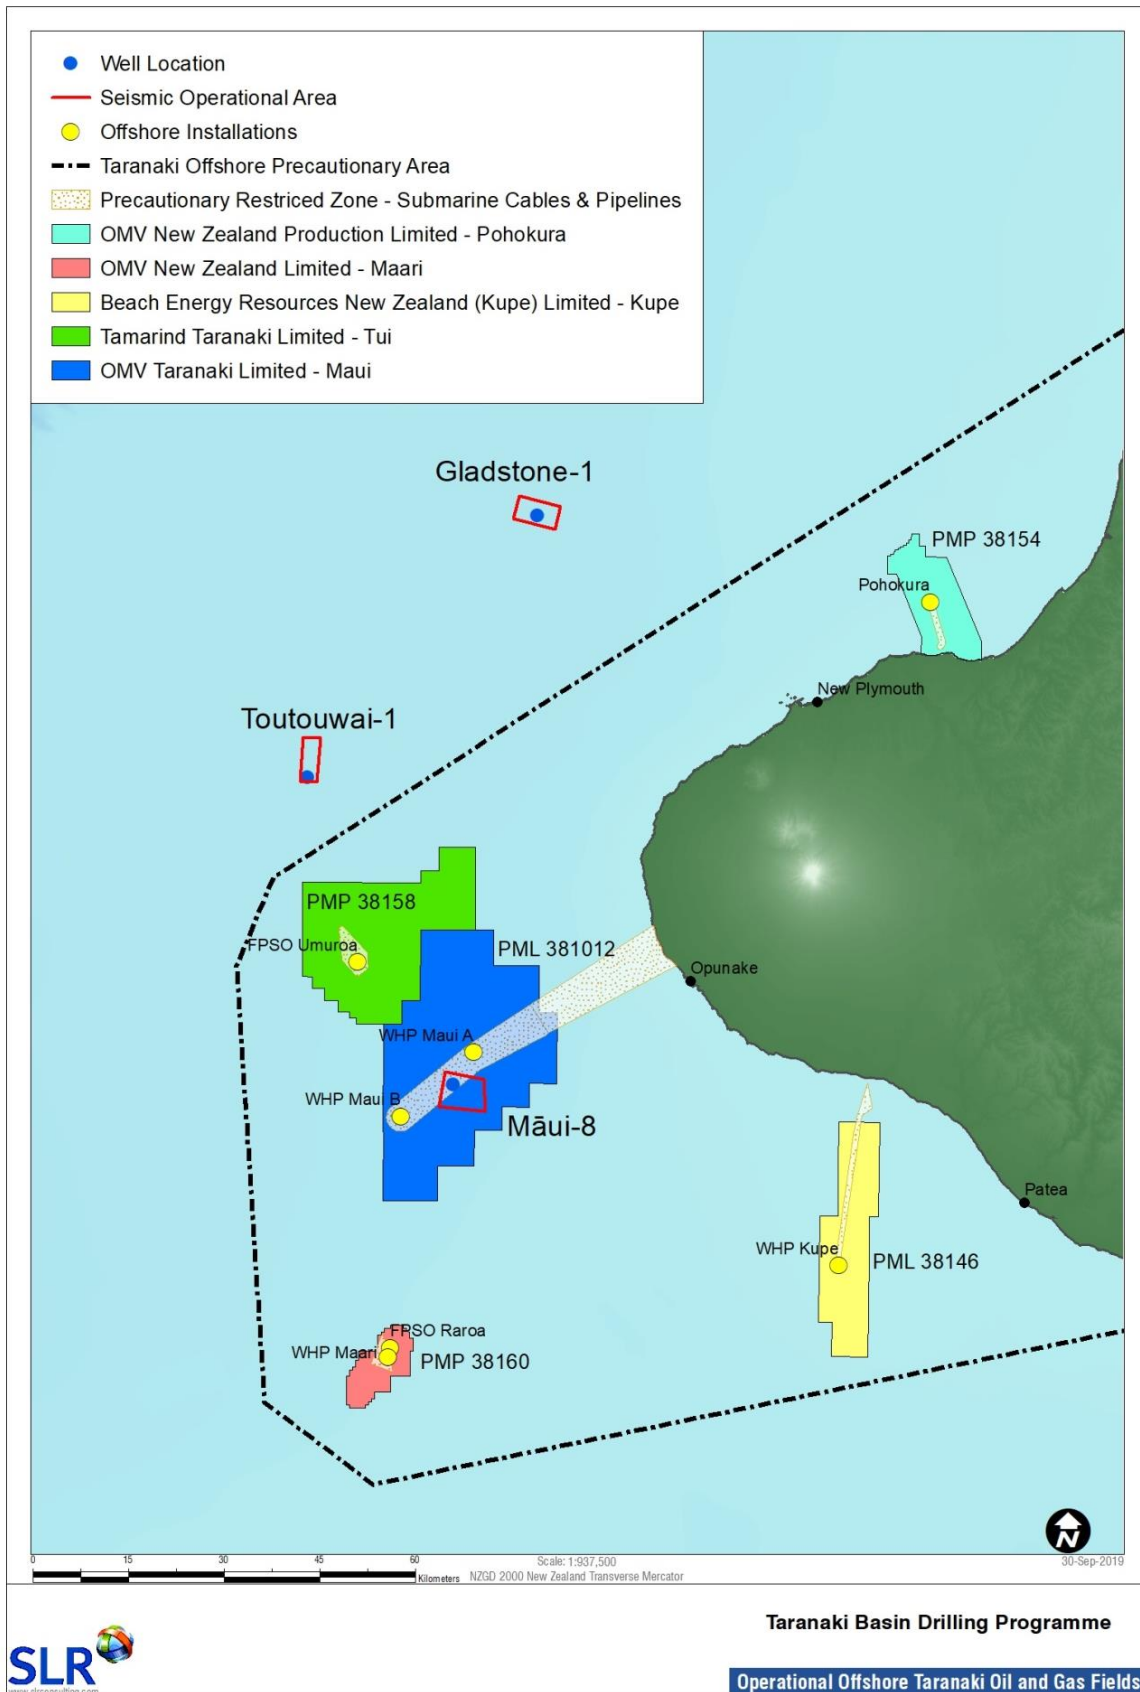 Well Location
Seismic Operational Area
Offshore Installations
Taranaki Offshore Precautionary Area
Precautionary Restriced Zone - Submarine Cables & Pipelines
OMV New Zealand Production Limited - Pohokura
OMV New Zealand Limited - Maari
Beach Energy Resources New Zealand (Kupe) Limited - Kupe
Tamarind Taranaki Limited - Tui
OMV Taranaki Limited - Maui
Gladstone-1
PMP 38154
Pohokura
New Plymouth
Toutouwai-1
PMP 38158
FPSO Umuroa
PML 381012
Opunake
WHP Maui A
WHP Maui B
Māui-8
Patea
WHP Kupe
PML 38146
FPSO Raroa
WHP Maari
PMP 38160
N
0 15 30 45 60
Kilometers
Scale: 1:937,500
NZGD 2000 New Zealand Transverse Mercator
30-Sep-2019
Taranaki Basin Drilling Programme
SLR
www.slrconsulting.com
Operational Offshore Taranaki Oil and Gas Fields